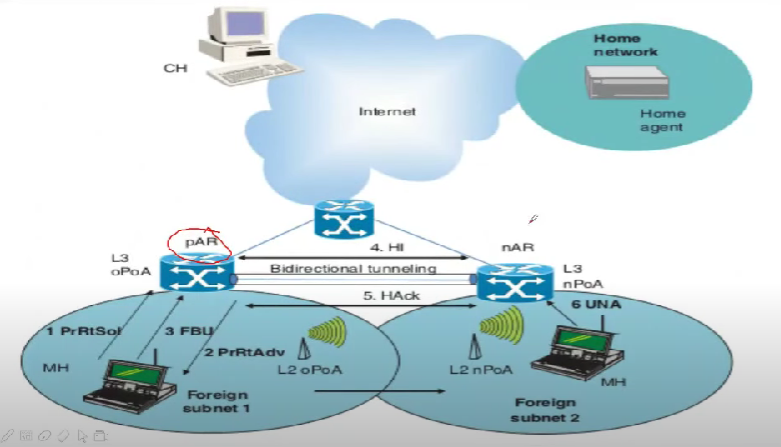 CH
Internet
Home
network
Home
agent
pAR
nAR
4. HI
L3
oPoA
Bidirectional tunneling
L3
nPoA
5. HAck
6 UNA
1 PrRtSol
3 FBU
2 PrRtAdv
MH
L2 oPoA
L2 nPoA
MH
Foreign
subnet 1
Foreign
subnet 2